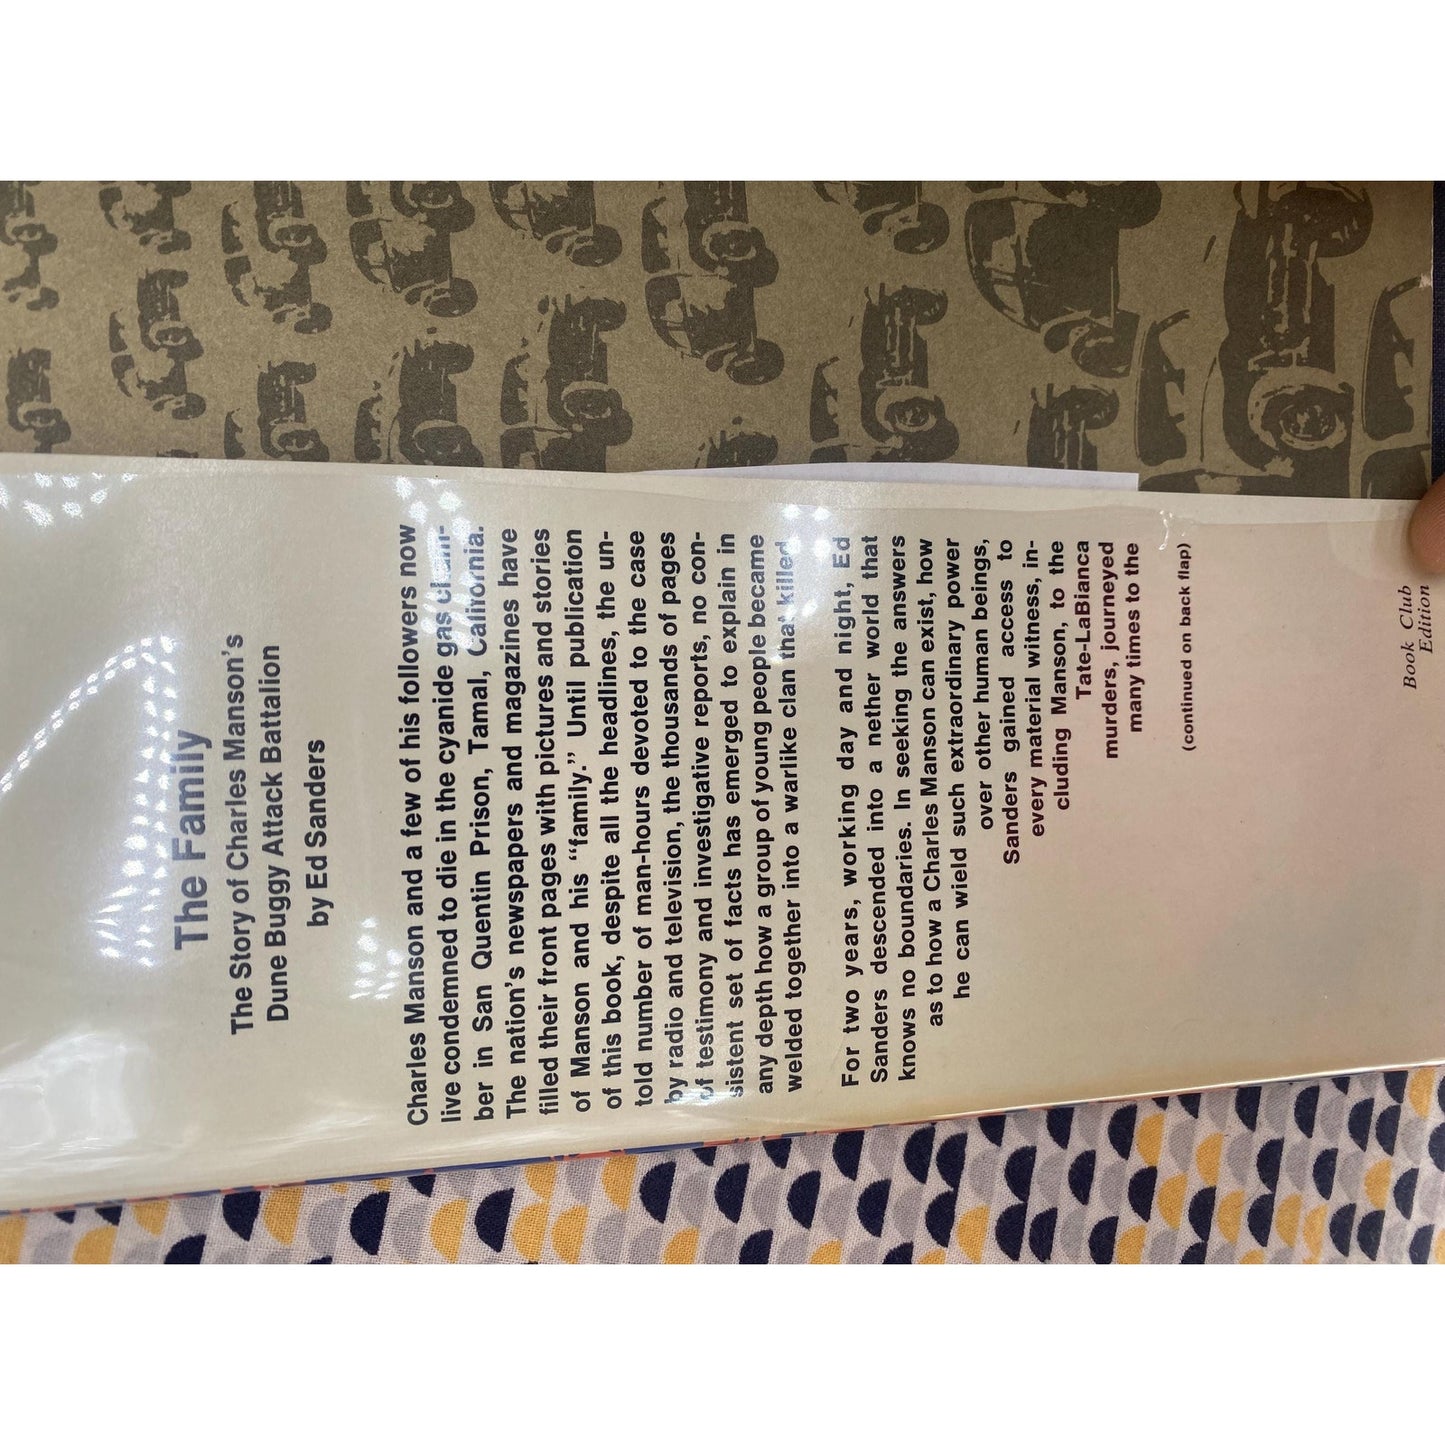 The Family
The Story of Charles Manson's
Dune Buggy Attack Battalion
by Ed Sanders
Charles Manson and a few of his followers now
live condemned to die in the cyanide gas cham-
ber in San Quentin Prison, Tamal, California.
The nation's newspapers and magazines have
filled their front pages with pictures and stories
of Manson and his "family." Until publication
of this book, despite all the headlines, the un-
told number of man-hours devoted to the case
by radio and television, the thousands of pages
of testimony and investigative reports, no con-
sistent set of facts has emerged to explain in
any depth how a group of young people became
welded together into a warlike clan that killed.
For two years, working day and night, Ed
Sanders descended into a nether world that
knows no boundaries. In seeking the answers
as to how a Charles Manson can exist, how
he can wield such extraordinary power
over other human beings,
Sanders gained access to
every material witness, in-
cluding Manson, to the
Tate-LaBianca
murders, journeyed
many times to the
(continued on back flap)
Book Club
Edition